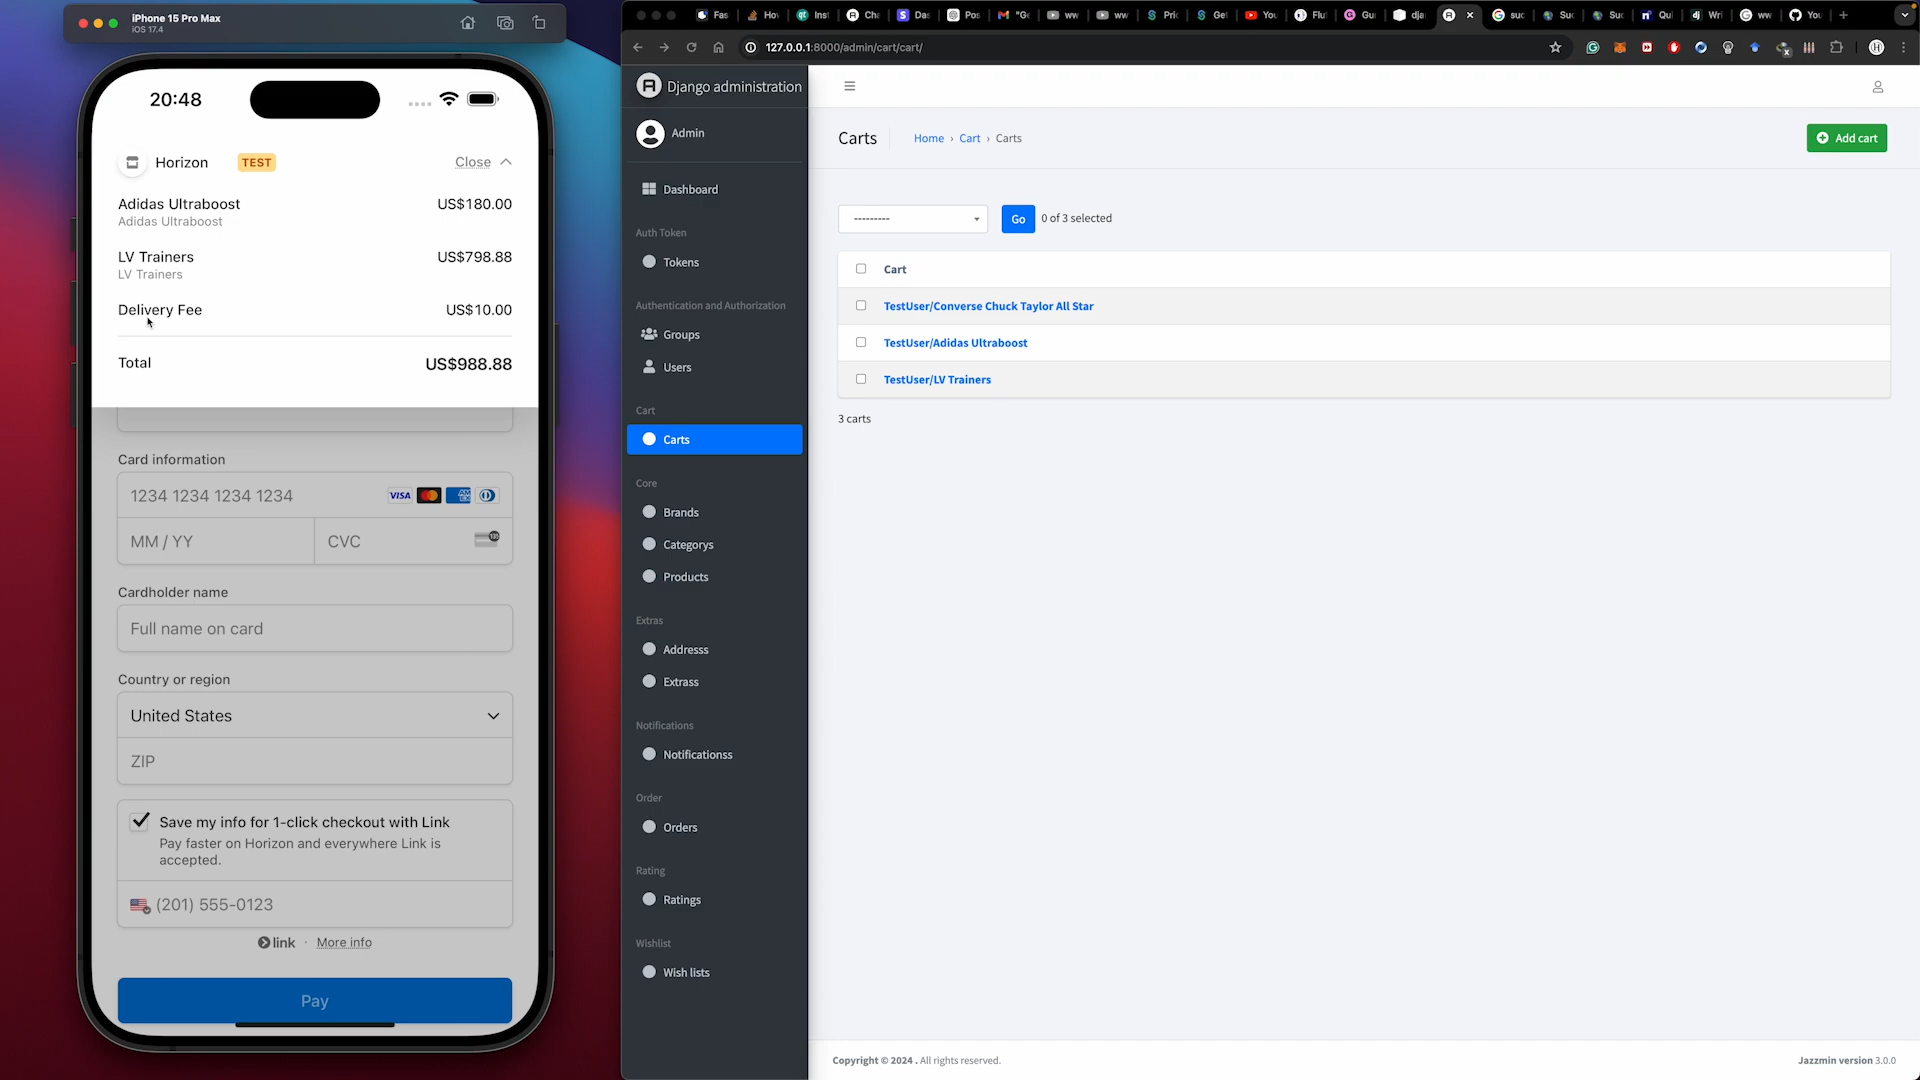 iPhone 15 Pro Max
iOS 17.4
20:48
Horizon TEST Close
Adidas Ultraboost US$180.00
Adidas Ultraboost
LV Trainers US$798.88
LV Trainers
Delivery Fee US$10.00
Total US$988.88
Card information
1234 1234 1234 1234 VISA
MM / YY CVC
Cardholder name
Full name on card
Country or region
United States
ZIP
Save my info for 1-click checkout with Link
Pay faster on Horizon and everywhere Link is
accepted.
(201) 555-0123
link · More info
Pay
127.0.0.1:8000/admin/cart/cart/
Django administration
Admin
Dashboard
Auth Token
Tokens
Authentication and Authorization
Groups
Users
Cart
Carts
Core
Brands
Categorys
Products
Extras
Addresss
Extrass
Notifications
Notificationss
Order
Orders
Rating
Ratings
Wishlist
Wish lists
Carts Home › Cart › Carts Add cart
--------- Go 0 of 3 selected
Cart
TestUser/Converse Chuck Taylor All Star
TestUser/Adidas Ultraboost
TestUser/LV Trainers
3 carts
Copyright © 2024 . All rights reserved. Jazzmin version 3.0.0